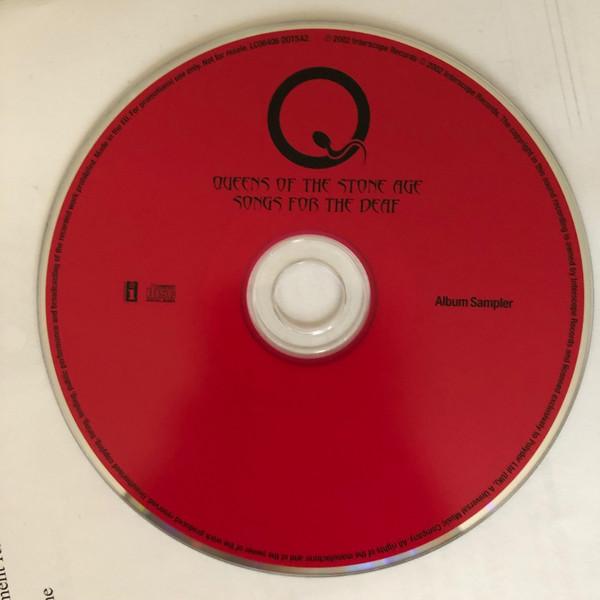 Made in the EU. For promotional use only. Not for resale. LC06406 DOTSA2. ℗ 2002 Interscope Records © 2002 Interscope Records. The copyright in this sound recording is owned by Interscope Records and licensed exclusively to Polydor Ltd (UK). A Universal Music Company. All rights of the manufacturer and of the owner of the work produced reserved. Unauthorised copying, hiring, lending, public performance and broadcasting of the recorded work prohibited.
QUEENS OF THE STONE AGE
SONGS FOR THE DEAF
i
disc
Album Sampler